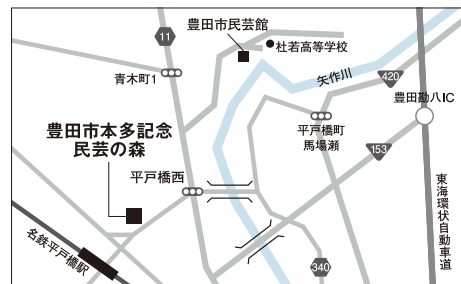 11
豊田市民芸館
杜若高等学校
青木町1
矢作川
420
豊田勘八IC
豊田市本多記念
民芸の森
平戸橋町
馬場瀬
153
平戸橋西
東海環状自動車道
名鉄平戸橋駅
340